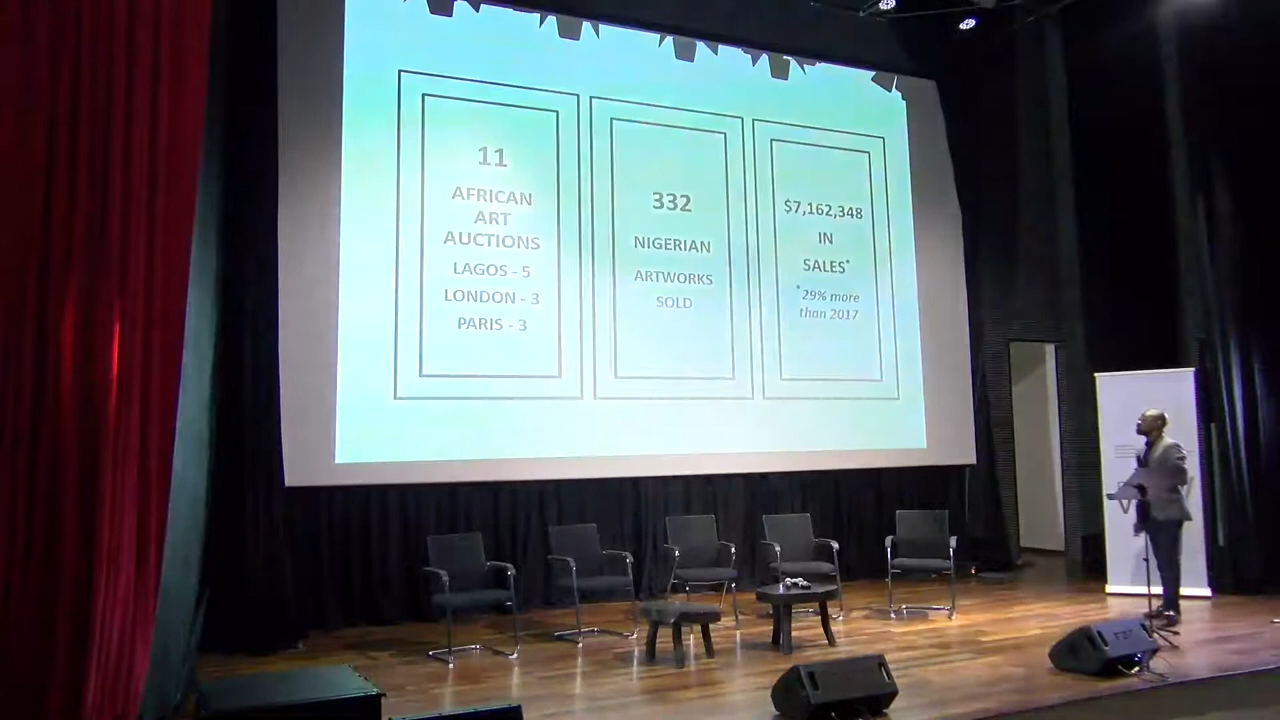 11
AFRICAN
ART
AUCTIONS
LAGOS - 5
LONDON - 3
PARIS - 3
332
NIGERIAN
ARTWORKS
SOLD
$7,162,348
IN
SALES*
*29% more
than 2017